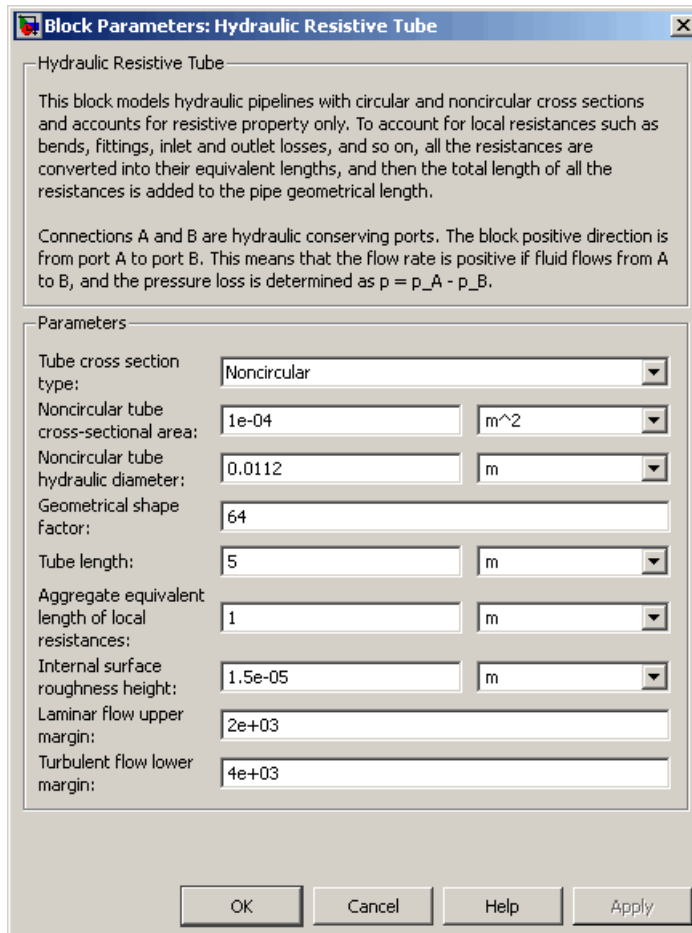 Block Parameters: Hydraulic Resistive Tube
Hydraulic Resistive Tube
This block models hydraulic pipelines with circular and noncircular cross sections
and accounts for resistive property only. To account for local resistances such as
bends, fittings, inlet and outlet losses, and so on, all the resistances are
converted into their equivalent lengths, and then the total length of all the
resistances is added to the pipe geometrical length.
Connections A and B are hydraulic conserving ports. The block positive direction is
from port A to port B. This means that the flow rate is positive if fluid flows from A
to B, and the pressure loss is determined as p = p_A - p_B.
Parameters
Tube cross section
type:
Noncircular
Noncircular tube
cross-sectional area:
1e-04
m^2
Noncircular tube
hydraulic diameter:
0.0112
m
Geometrical shape
factor:
64
Tube length:
5
m
Aggregate equivalent
length of local
resistances:
1
m
Internal surface
roughness height:
1.5e-05
m
Laminar flow upper
margin:
2e+03
Turbulent flow lower
margin:
4e+03
OK
Cancel
Help
Apply